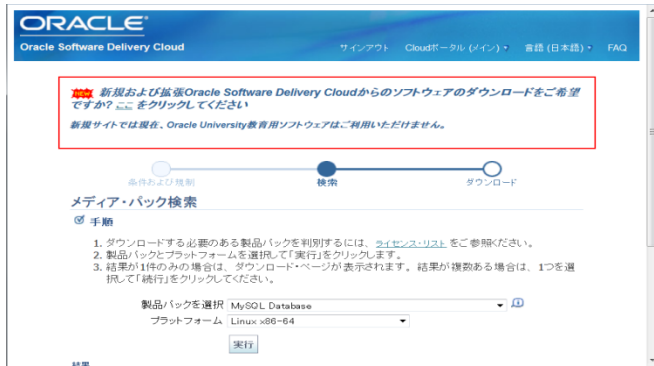 ORACLE®
Oracle Software Delivery Cloud
サインアウト Cloudポータル (メイン) 言語 (日本語) FAQ
NEW 新規および拡張Oracle Software Delivery Cloudからのソフトウェアのダウンロードをご希望
ですか? ここ をクリックしてください
新規サイトでは現在、Oracle University教育用ソフトウェアはご利用いただけません。
条件および規制 検索 ダウンロード
メディア・パック検索
手順
1. ダウンロードする必要のある製品パックを判別するには、ライセンス・リスト をご参照ください。
2. 製品パックとプラットフォームを選択して「実行」をクリックします。
3. 結果が1件のみの場合は、ダウンロード・ページが表示されます。結果が複数ある場合は、1つを選
択して「続行」をクリックしてください。
製品パックを選択 MySQL Database
プラットフォーム Linux x86-64
実行
結果